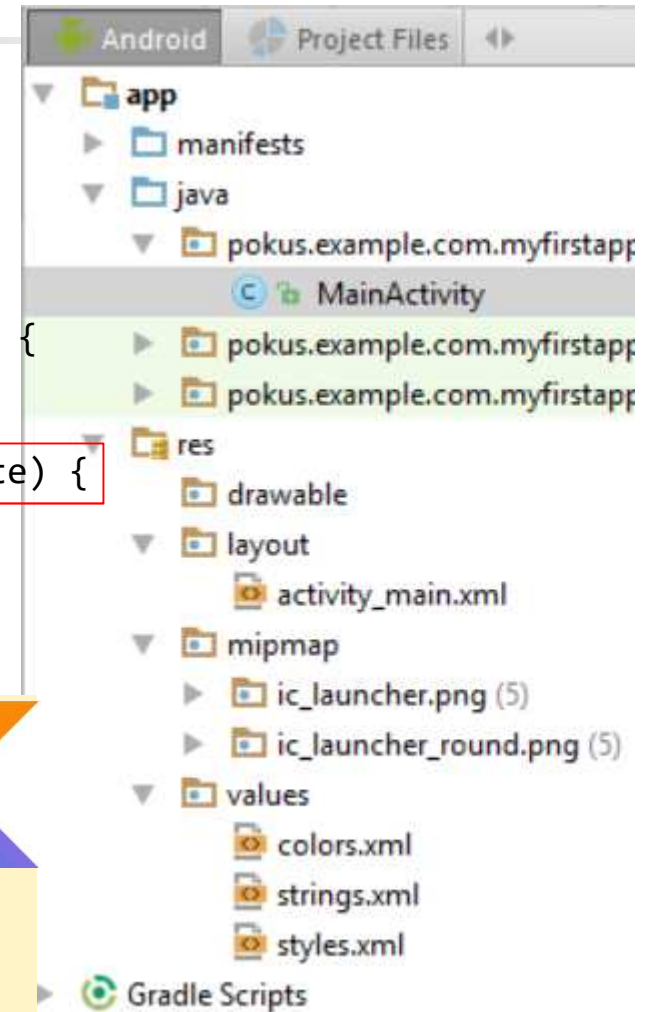 Android Project Files
app
manifests
java
pokus.example.com.myfirstapp
C MainActivity
{
pokus.example.com.myfirstapp
pokus.example.com.myfirstapp
res
te) {
drawable
layout
activity_main.xml
mipmap
ic_launcher.png (5)
ic_launcher_round.png (5)
values
colors.xml
strings.xml
styles.xml
Gradle Scripts